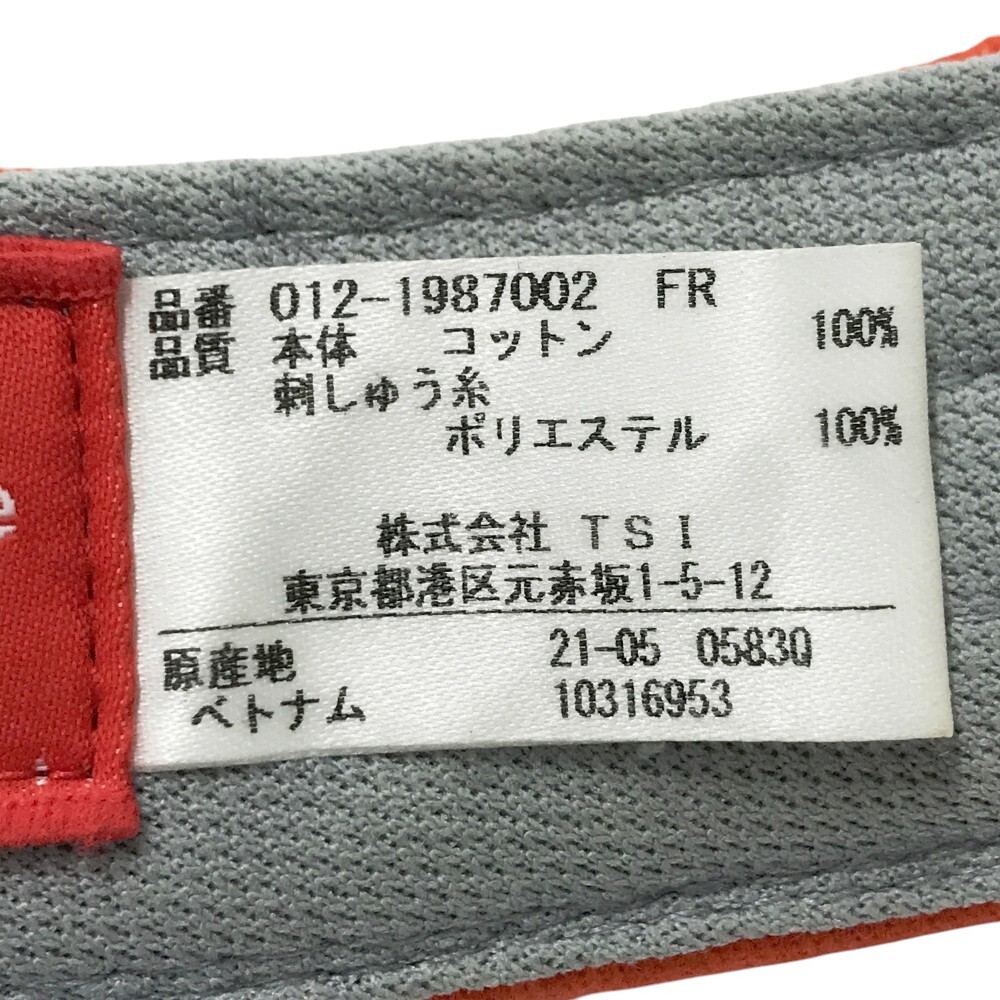 品番 012-1987002 FR
品質 本体 コットン 100%
刺しゅう糸
ポリエステル 100%
株式会社 TSI
東京都港区元赤坂1-5-12
原産地 21-05 0583Q
ベトナム 10316953